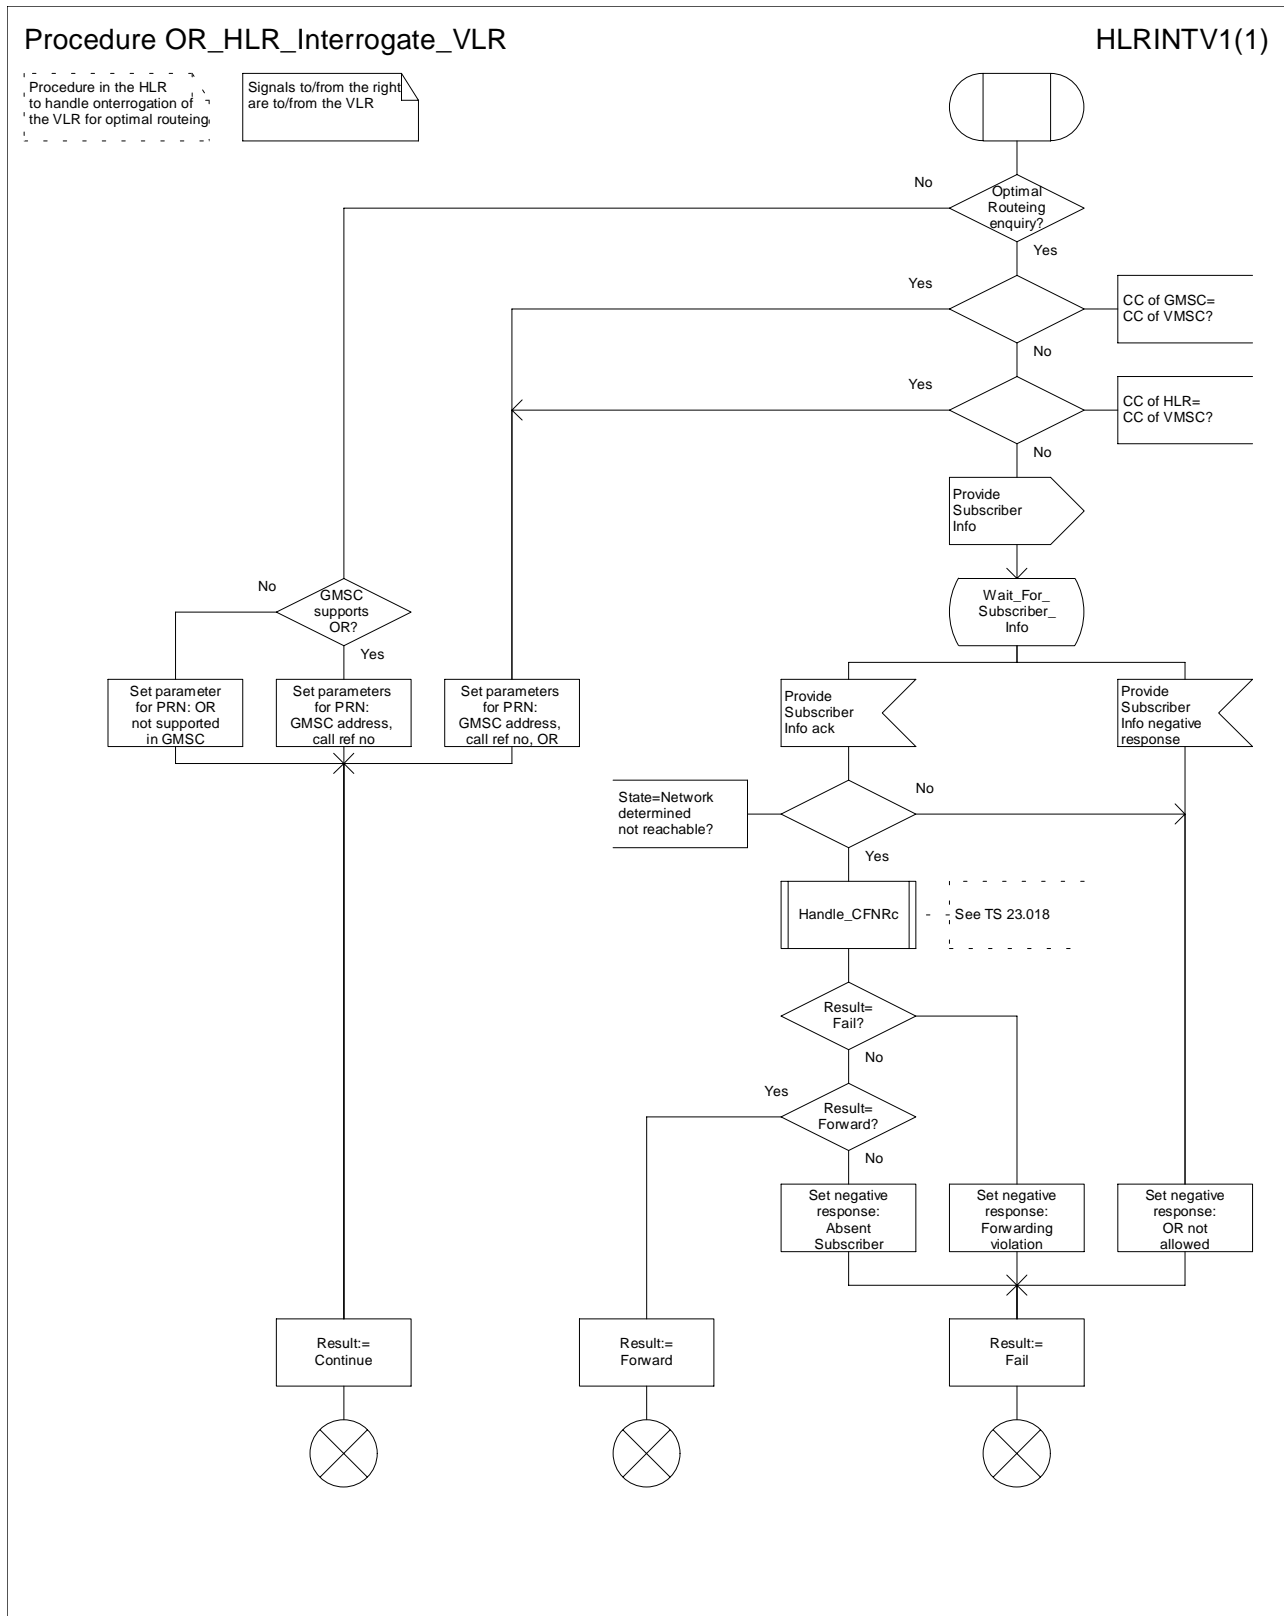 Procedure OR_HLR_Interrogate_VLR
HLRINTV1(1)
Procedure in the HLR
to handle onterrogation of
the VLR for optimal routeing
Signals to/from the right
are to/from the VLR
No
Optimal
Routeing
enquiry?
Yes
Yes
CC of GMSC=
CC of VMSC?
No
Yes
CC of HLR=
CC of VMSC?
No
Provide
Subscriber
Info
Wait_For_
Subscriber_
Info
No
GMSC
supports
OR?
Yes
Set parameter
for PRN: OR
not supported
in GMSC
Set parameters
for PRN:
GMSC address,
call ref no
Set parameters
for PRN:
GMSC address,
call ref no, OR
Provide
Subscriber
Info ack
Provide
Subscriber
Info negative
response
State=Network
determined
not reachable?
No
Yes
Handle_CFNRc
See TS 23.018
Result=
Fail?
No
Yes
Result=
Forward?
No
Set negative
response:
Absent
Subscriber
Set negative
response:
Forwarding
violation
Set negative
response:
OR not
allowed
Result:=
Continue
Result:=
Forward
Result:=
Fail